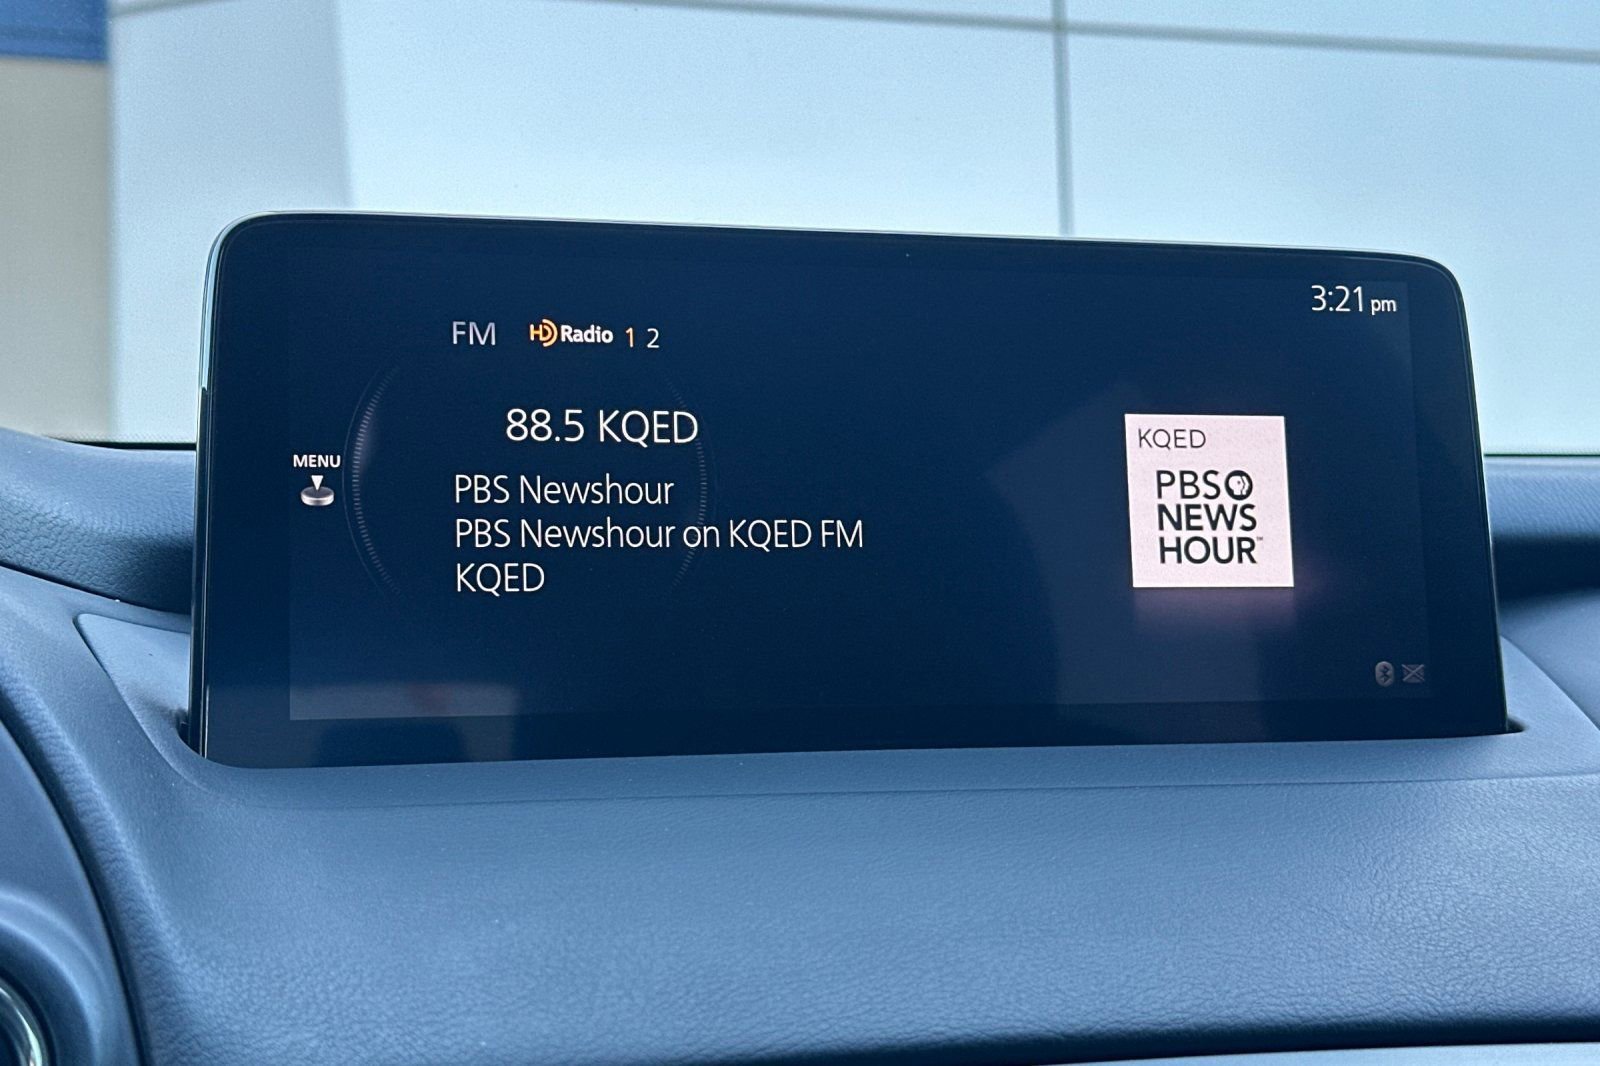 3:21 pm
FM HD Radio 1 2
88.5 KQED
MENU
PBS Newshour
PBS Newshour on KQED FM
KQED
KQED
PBS
NEWS
HOUR™